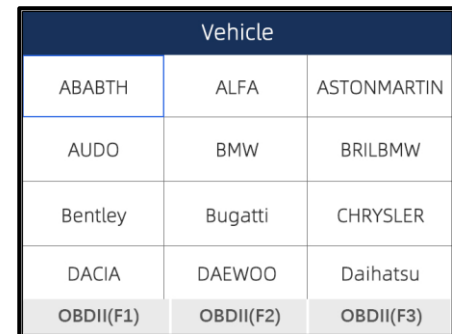 Vehicle
ABABTH ALFA ASTONMARTIN
AUDO BMW BRILBMW
Bentley Bugatti CHRYSLER
DACIA DAEWOO Daihatsu
OBDII(F1) OBDII(F2) OBDII(F3)